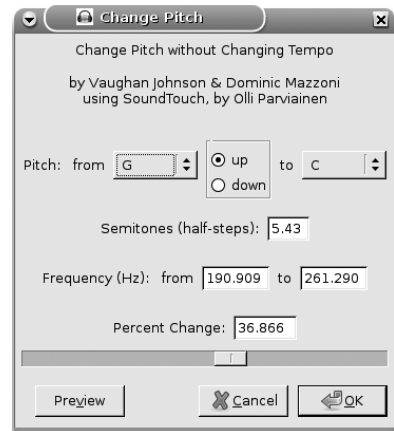 Change Pitch
Change Pitch without Changing Tempo
by Vaughan Johnson & Dominic Mazzoni
using SoundTouch, by Olli Parviainen
Pitch: from G up down to C
Semitones (half-steps): 5.43
Frequency (Hz): from 190.909 to 261.290
Percent Change: 36.866
Preview Cancel OK